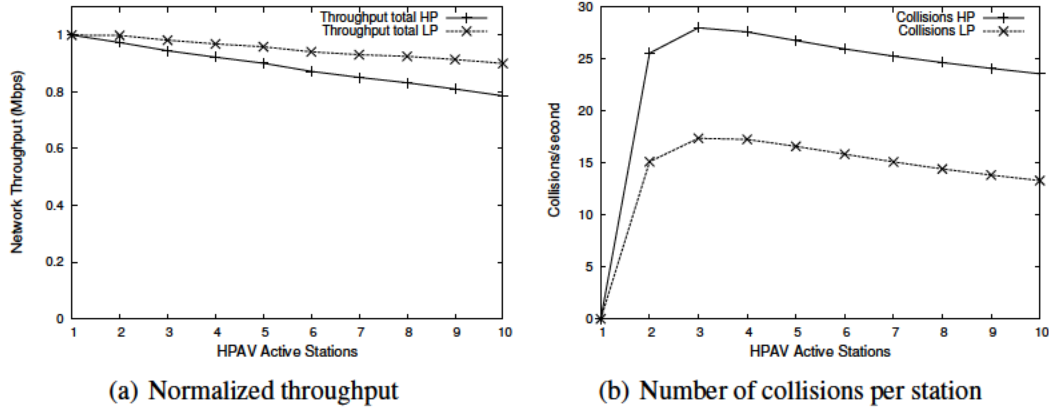 Throughput total HP
Throughput total LP
1
0.8
0.6
0.4
0.2
0
Network Throughput (Mbps)
1 2 3 4 5 6 7 8 9 10
HPAV Active Stations
(a) Normalized throughput
Collisions HP
Collisions LP
30
25
20
15
10
5
0
Collisions/second
1 2 3 4 5 6 7 8 9 10
HPAV Active Stations
(b) Number of collisions per station